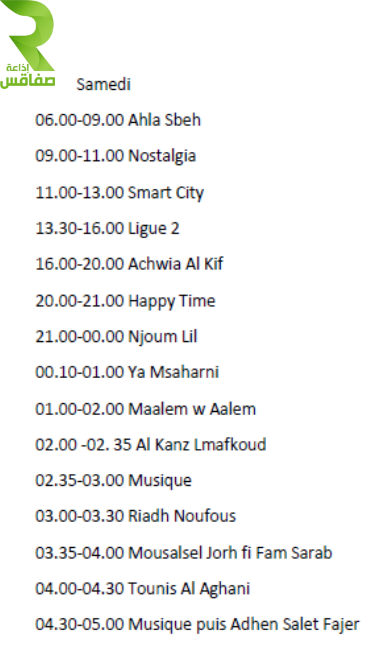 إذاعة
صفاقس
Samedi
06.00-09.00 Ahla Sbeh
09.00-11.00 Nostalgia
11.00-13.00 Smart City
13.30-16.00 Ligue 2
16.00-20.00 Achwia Al Kif
20.00-21.00 Happy Time
21.00-00.00 Njoum Lil
00.10-01.00 Ya Msaharni
01.00-02.00 Maalem w Aalem
02.00 -02. 35 Al Kanz Lmafkoud
02.35-03.00 Musique
03.00-03.30 Riadh Noufous
03.35-04.00 Mousalsel Jorh fi Fam Sarab
04.00-04.30 Tounis Al Aghani
04.30-05.00 Musique puis Adhen Salet Fajer